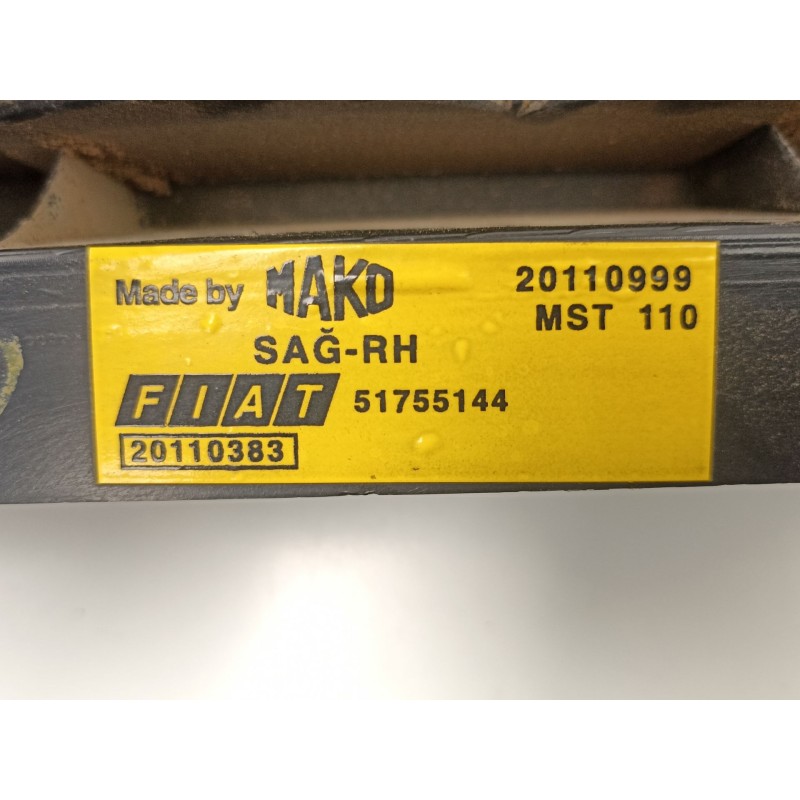 Made by MAKO 20110999
MST 110
SAĞ-RH
FIAT 51755144
20110383